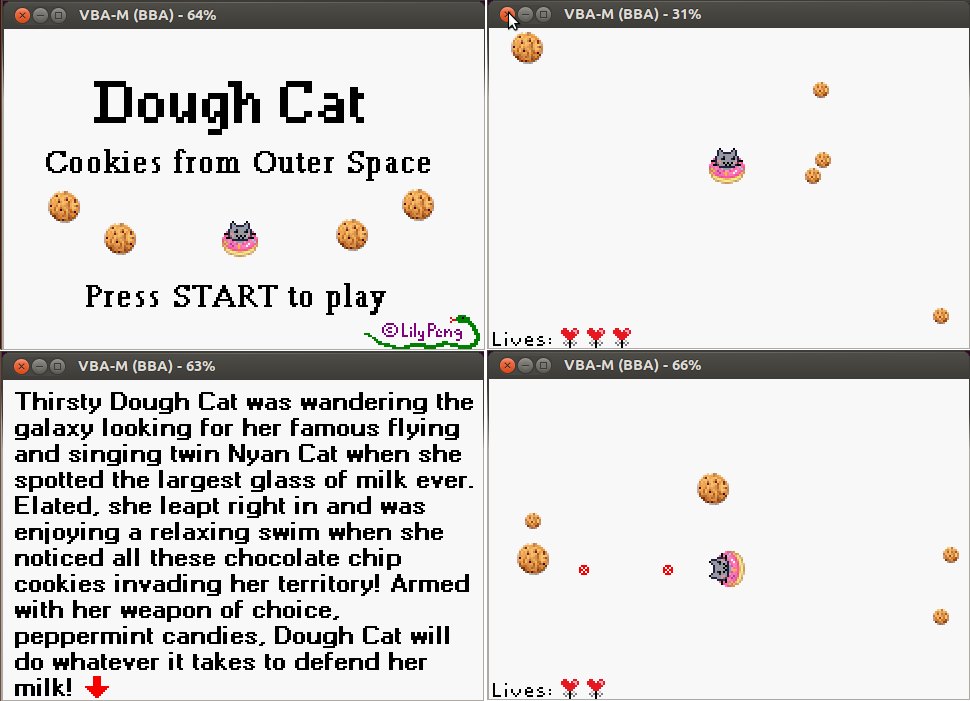 VBA-M (BBA) - 64%
Dough Cat
Cookies from Outer Space
Press START to play
©LilyPeng
VBA-M (BBA) - 31%
Lives:
VBA-M (BBA) - 63%
Thirsty Dough Cat was wandering the
galaxy looking for her famous flying
and singing twin Nyan Cat when she
spotted the largest glass of milk ever.
Elated, she leapt right in and was
enjoying a relaxing swim when she
noticed all these chocolate chip
cookies invading her territory! Armed
with her weapon of choice,
peppermint candies, Dough Cat will
do whatever it takes to defend her
milk!
VBA-M (BBA) - 66%
Lives: